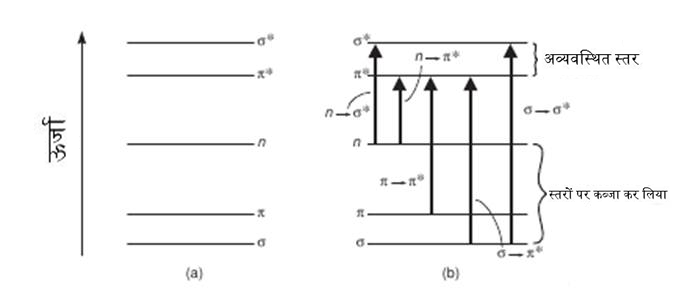 ऊर्जा
σ*
π*
n
π
σ
(a)
σ*
π*
n
π
σ
n→π*
n→σ*
π→π*
σ→σ*
σ→π*
अव्यवस्थित स्तर
स्तरों पर कब्जा कर लिया
(b)